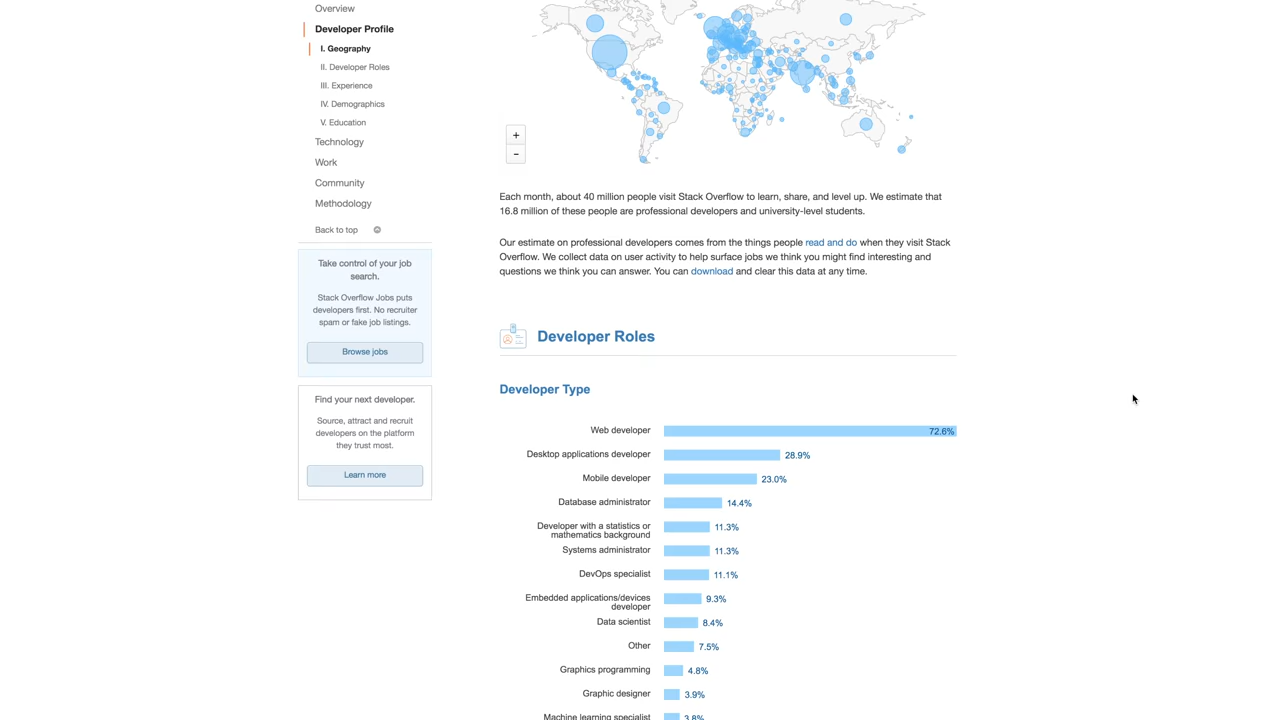 Overview
Developer Profile
I. Geography
II. Developer Roles
III. Experience
IV. Demographics
V. Education
Technology
Work
Community
Methodology
Back to top
Take control of your job
search.
Stack Overflow Jobs puts
developers first. No recruiter
spam or fake job listings.
Browse jobs
Find your next developer.
Source, attract and recruit
developers on the platform
they trust most.
Learn more
+
−
Each month, about 40 million people visit Stack Overflow to learn, share, and level up. We estimate that
16.8 million of these people are professional developers and university-level students.
Our estimate on professional developers comes from the things people read and do when they visit Stack
Overflow. We collect data on user activity to help surface jobs we think you might find interesting and
questions we think you can answer. You can download and clear this data at any time.
Developer Roles
Developer Type
Web developer 72.6%
Desktop applications developer 28.9%
Mobile developer 23.0%
Database administrator 14.4%
Developer with a statistics or
mathematics background 11.3%
Systems administrator 11.3%
DevOps specialist 11.1%
Embedded applications/devices
developer 9.3%
Data scientist 8.4%
Other 7.5%
Graphics programming 4.8%
Graphic designer 3.9%
Machine learning specialist 3.8%